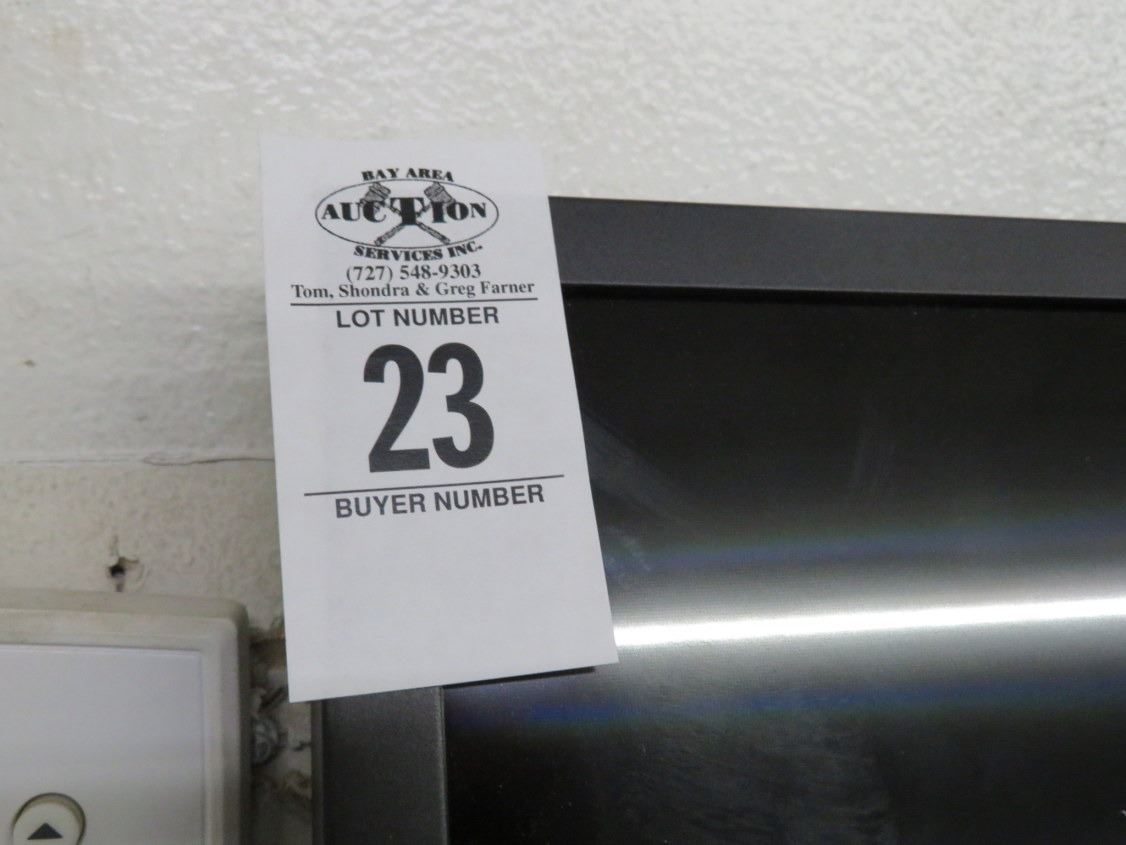 BAY AREA
AUCTION
SERVICES INC.
(727) 548-9303
Tom, Shondra & Greg Farner
LOT NUMBER
23
BUYER NUMBER